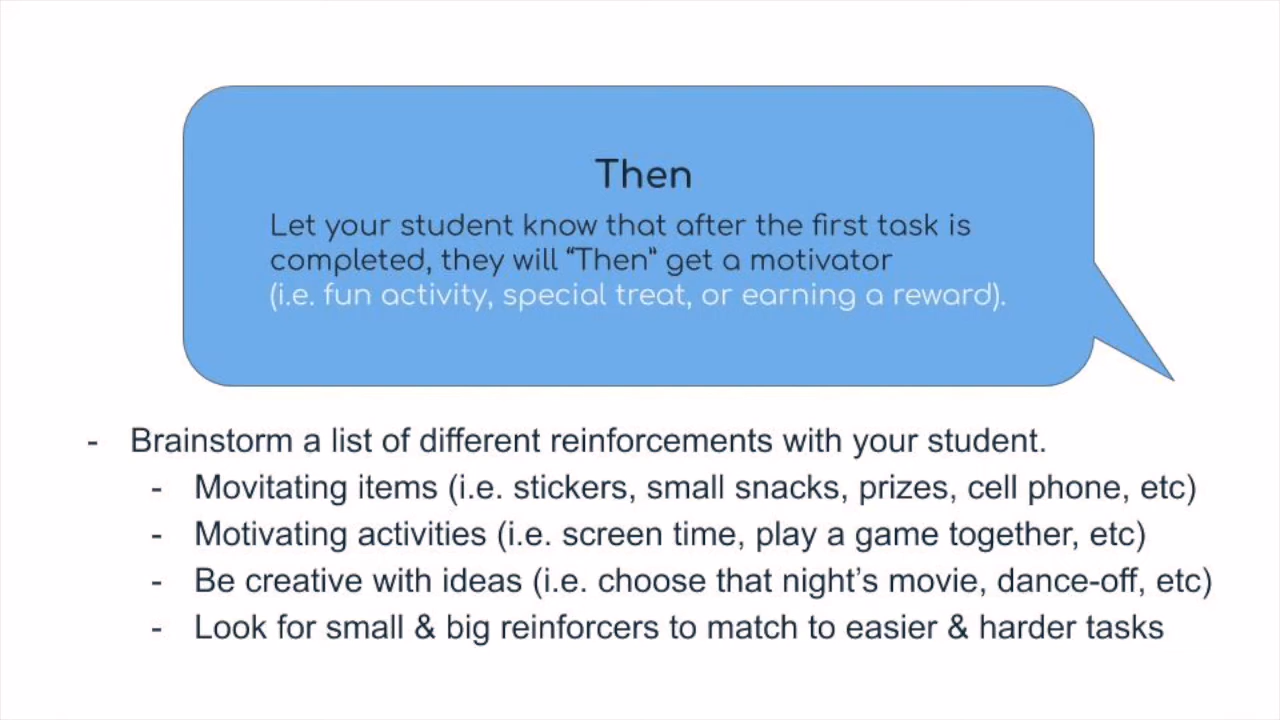 Then
Let your student know that after the first task is
completed, they will “Then” get a motivator
(i.e. fun activity, special treat, or earning a reward).
- Brainstorm a list of different reinforcements with your student.
- Movitating items (i.e. stickers, small snacks, prizes, cell phone, etc)
- Motivating activities (i.e. screen time, play a game together, etc)
- Be creative with ideas (i.e. choose that night’s movie, dance-off, etc)
- Look for small & big reinforcers to match to easier & harder tasks